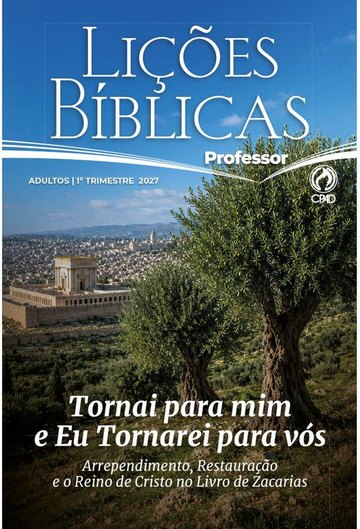 LIÇÕES
BÍBLICAS
Professor
ADULTOS | 1º TRIMESTRE 2027
CPAD
Tornai para mim
e Eu Tornarei para vós
Arrependimento, Restauração
e o Reino de Cristo no Livro de Zacarias